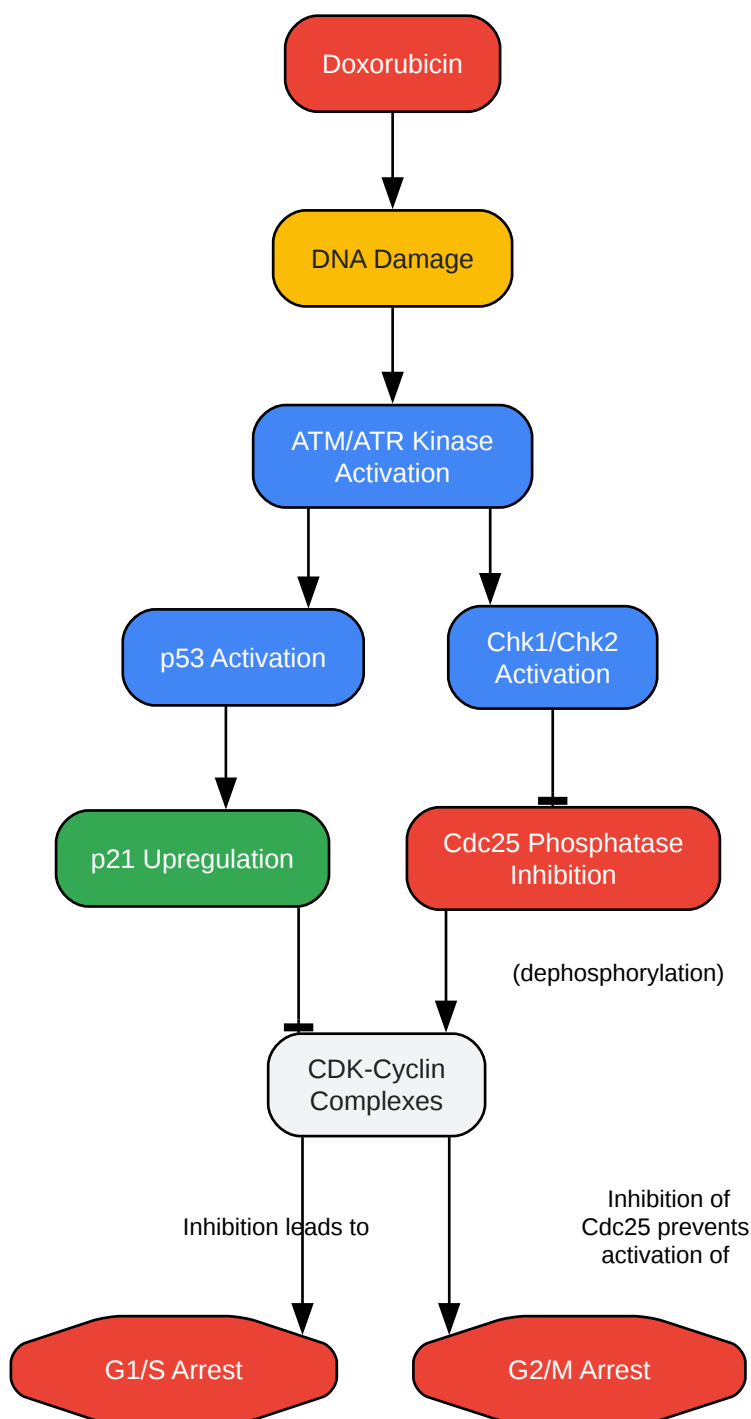 Doxorubicin
DNA Damage
ATM/ATR Kinase
Activation
p53 Activation
Chk1/Chk2
Activation
p21 Upregulation
Cdc25 Phosphatase
Inhibition
(dephosphorylation)
CDK-Cyclin
Complexes
Inhibition leads to
Inhibition of
Cdc25 prevents
activation of
G1/S Arrest
G2/M Arrest